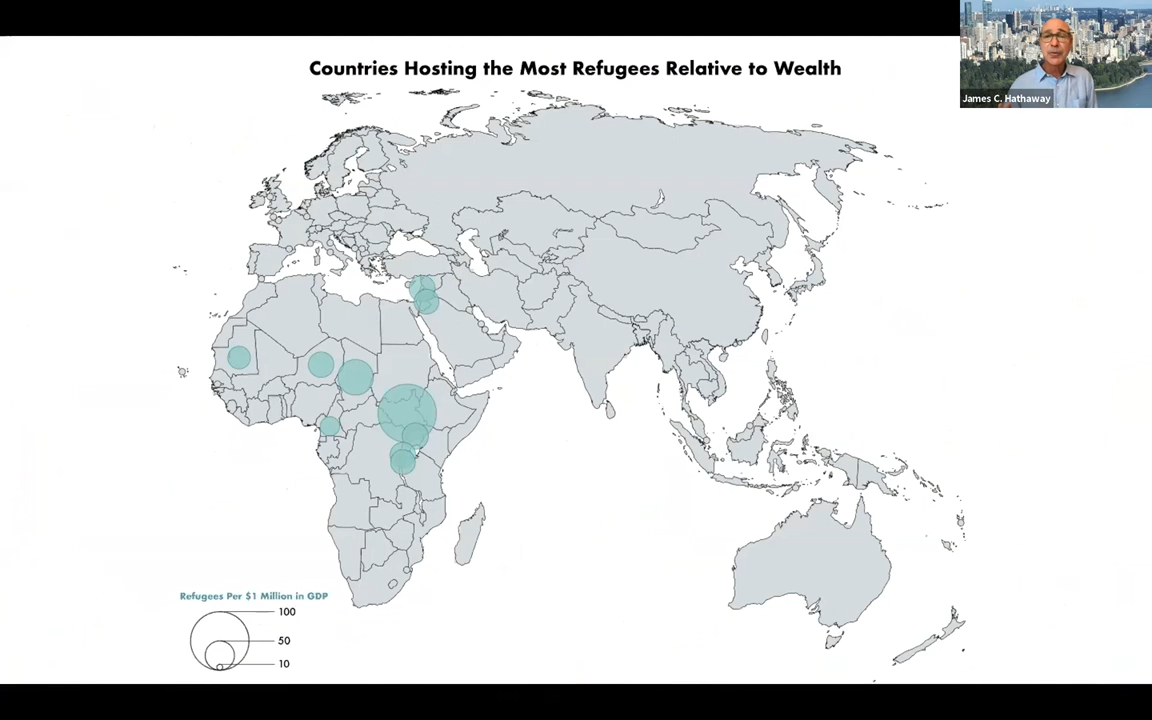 Countries Hosting the Most Refugees Relative to Wealth
James C. Hathaway
Refugees Per $1 Million in GDP
100
50
10